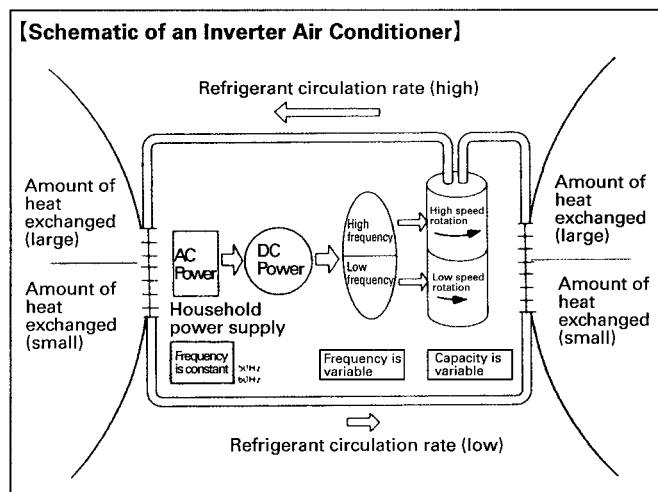 【Schematic of an Inverter Air Conditioner】
Refrigerant circulation rate (high)
Amount of
heat
exchanged
(large)
Amount of
heat
exchanged
(small)
AC
Power
DC
Power
High
frequency
Low
frequency
High speed
rotation
Low speed
rotation
Amount of
heat
exchanged
(large)
Amount of
heat
exchanged
(small)
Household
power supply
Frequency
is constant
50Hz
60Hz
Frequency is
variable
Capacity is
variable
Refrigerant circulation rate (low)